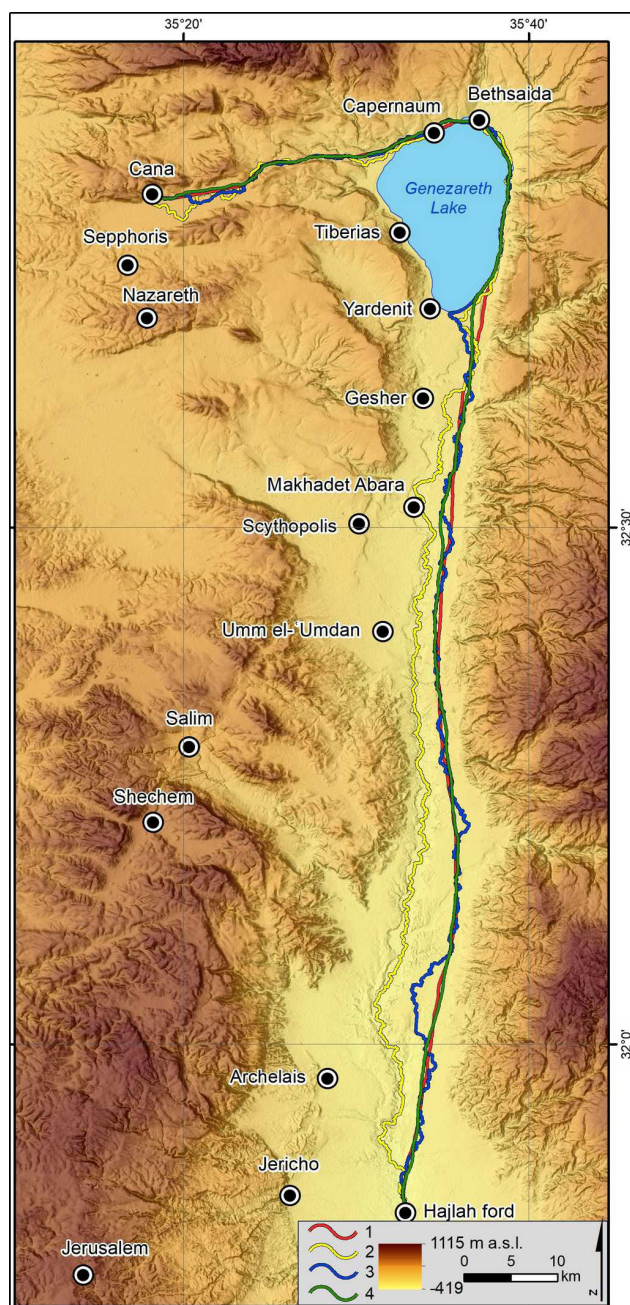 35°20'
35°40'
Bethsaida
Capernaum
Cana
Genezareth
Lake
Tiberias
Sepphoris
Nazareth
Yardenit
Gesher
Makhadet Abara
32°30'
Scythopolis
Umm el-ʿUmdan
Salim
Shechem
32°0'
Archelais
Jericho
Hajlah ford
Jerusalem
1
2
3
4
1115 m a.s.l.
-419
0 5 10
km
N